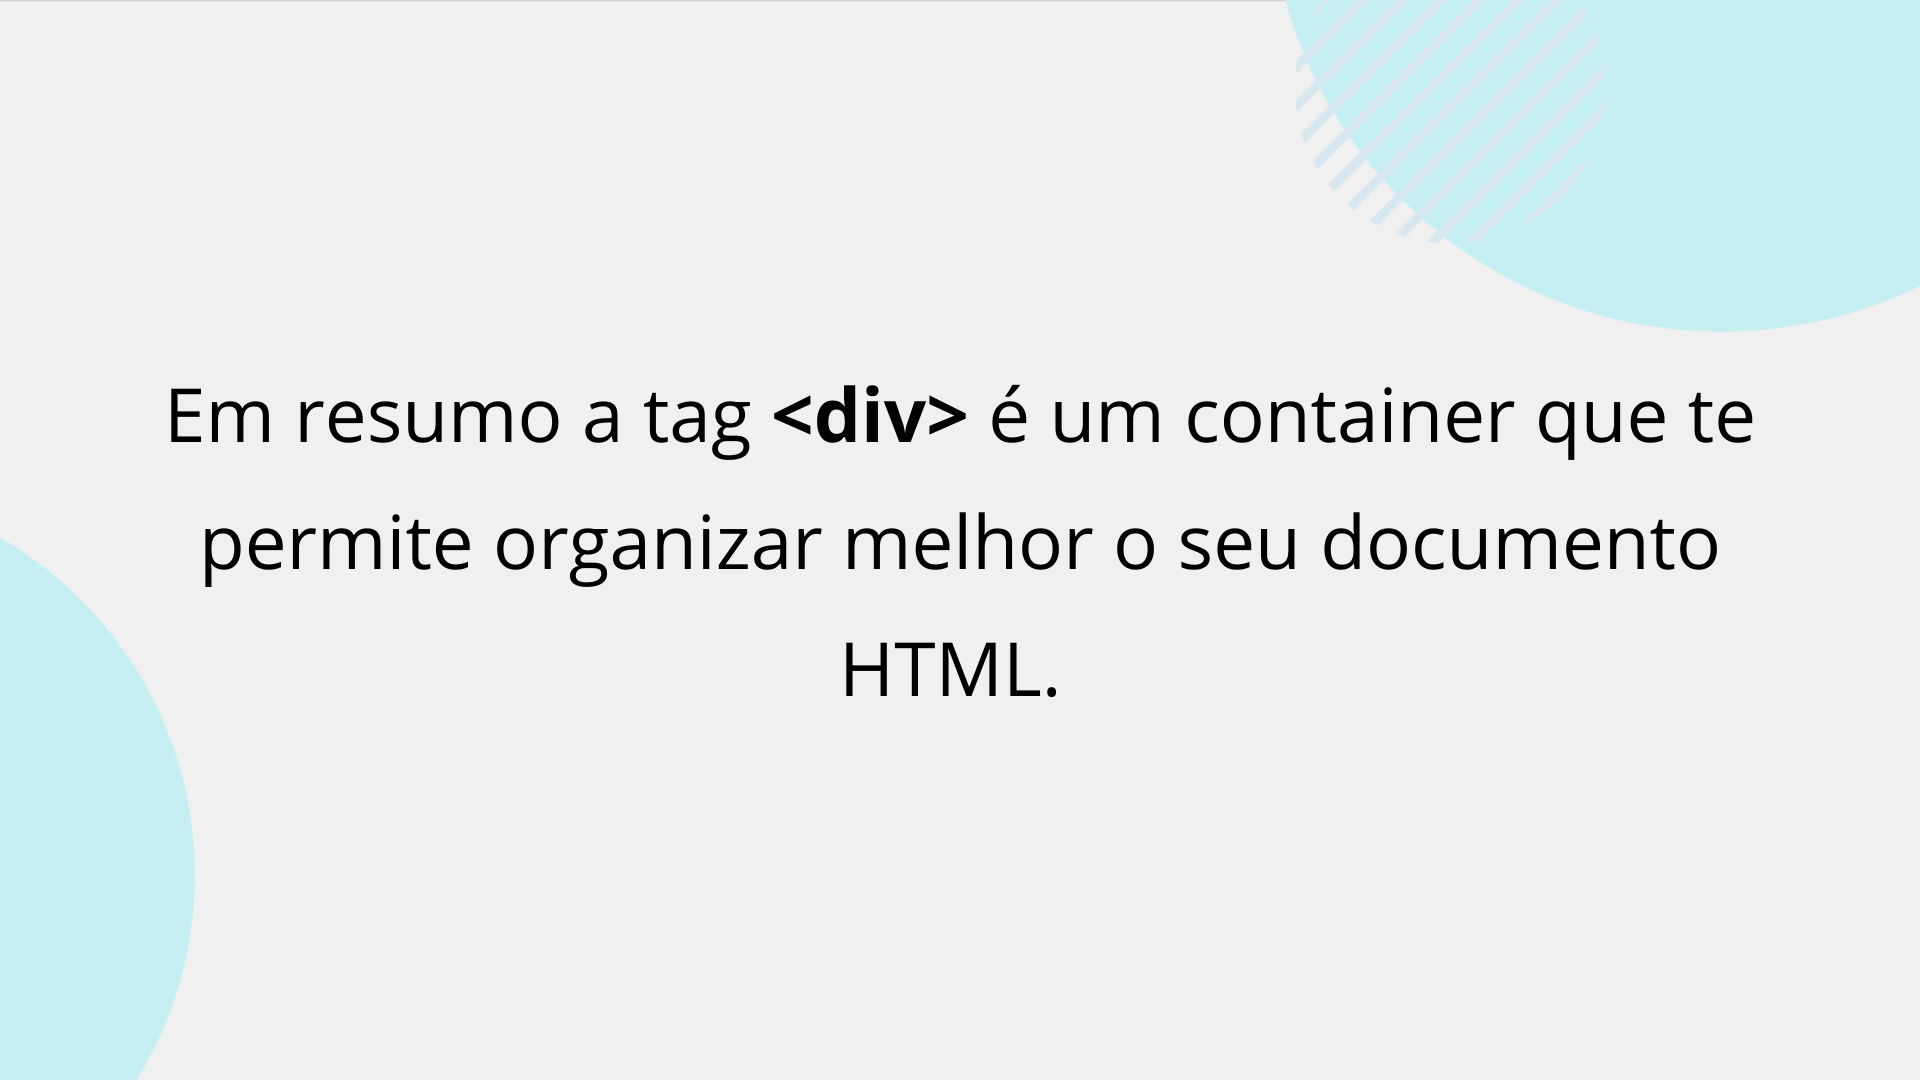 Em resumo a tag <div> é um container que te
permite organizar melhor o seu documento
HTML.